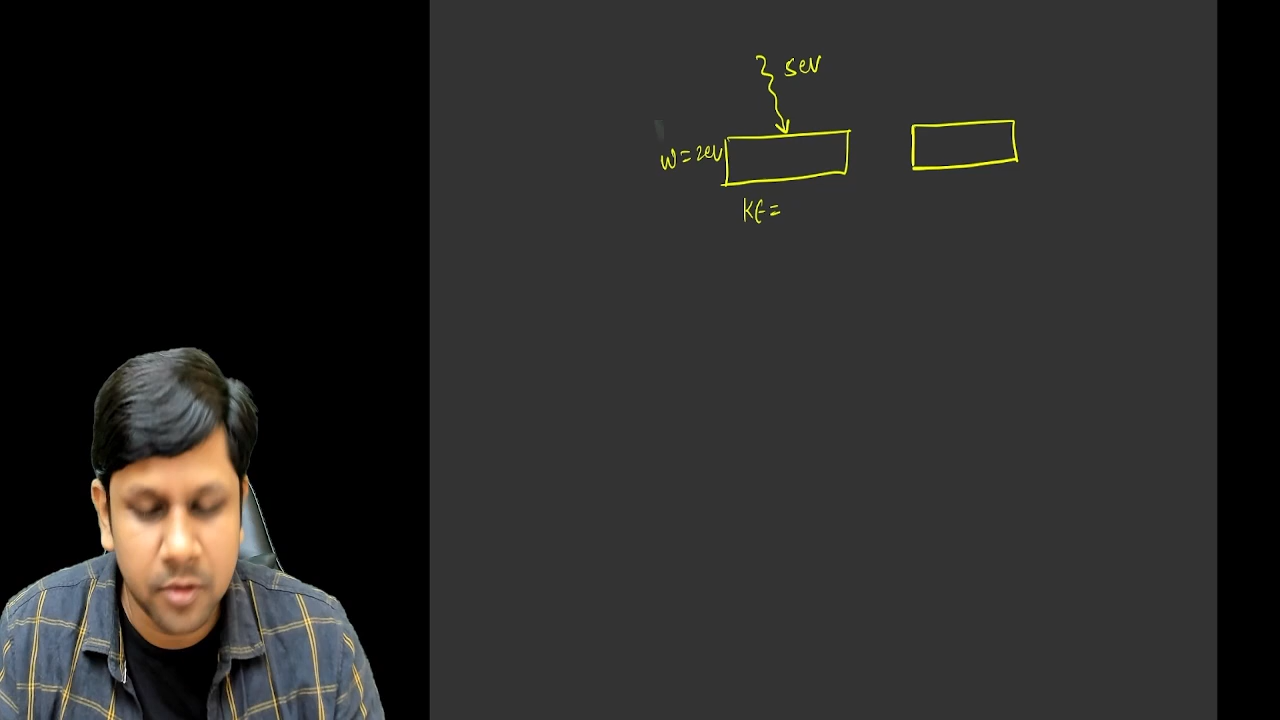 5eV
W = 2eV
KE =